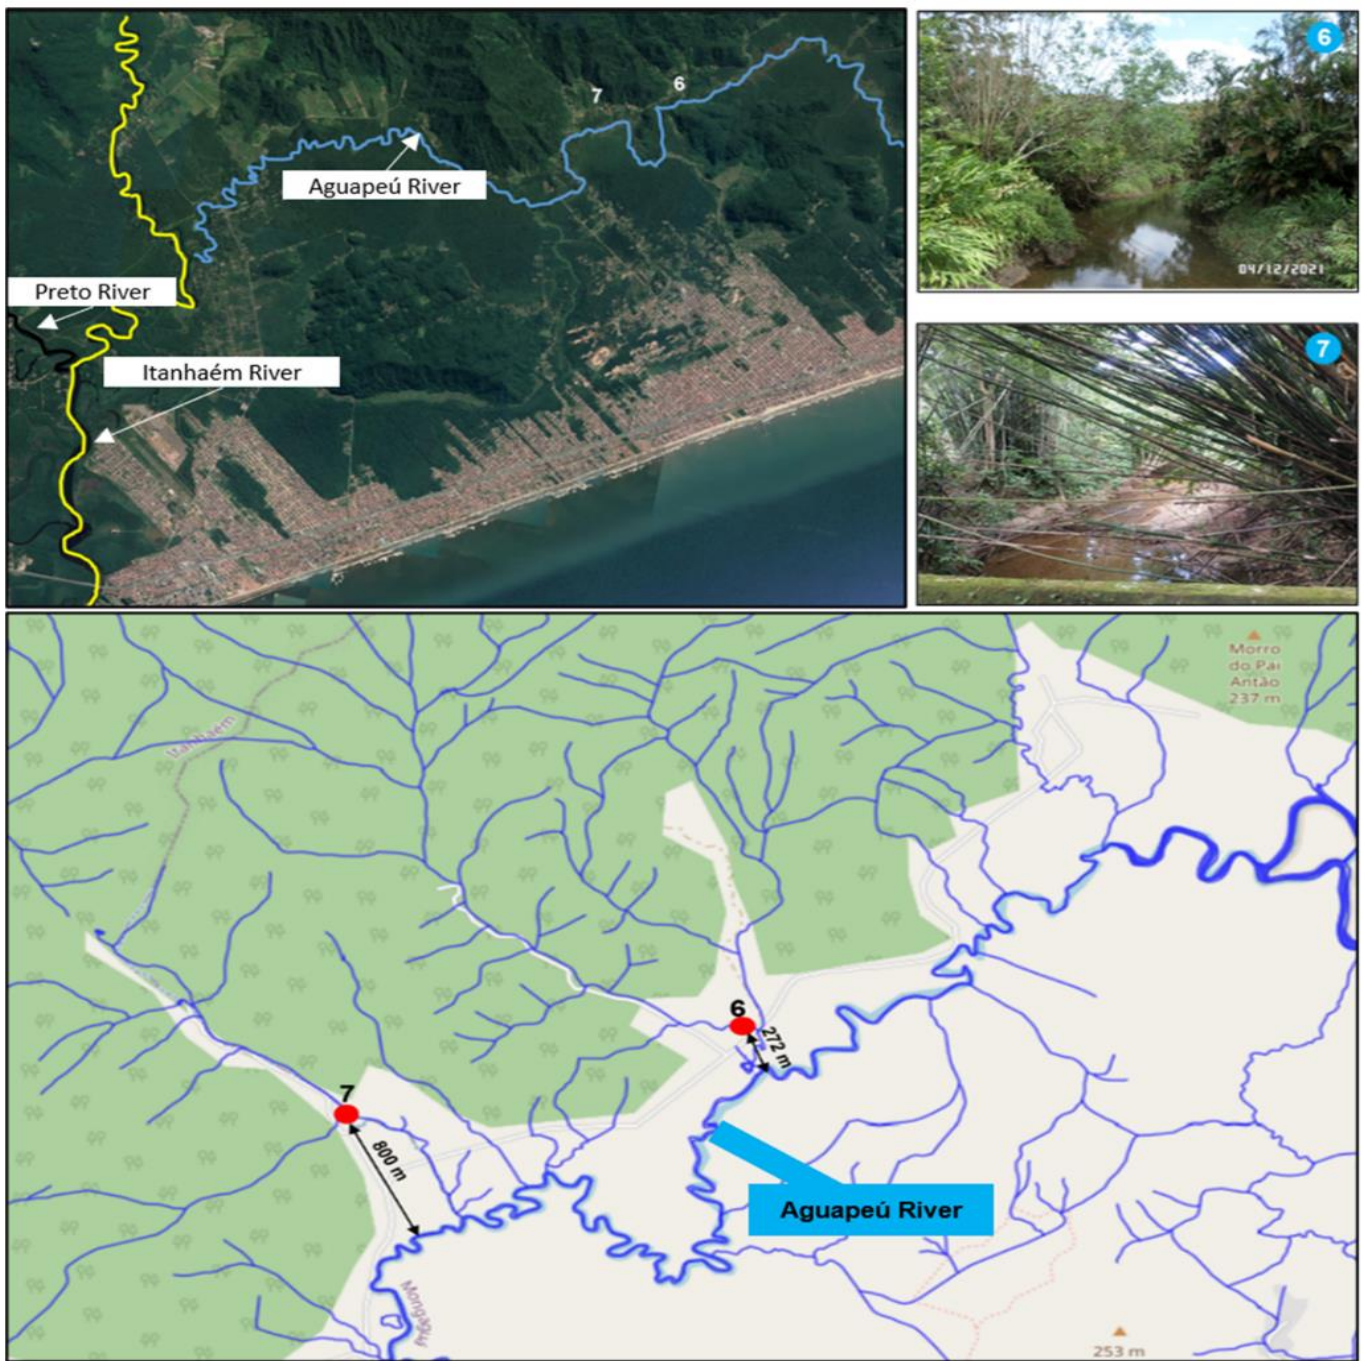 7
6
Aguapeú River
Preto River
Itanhaém River
6
04/12/2021
7
Morro
do Pai
Antão
237 m
Itanhaém
6
272 m
7
800 m
Aguapeú River
253 m